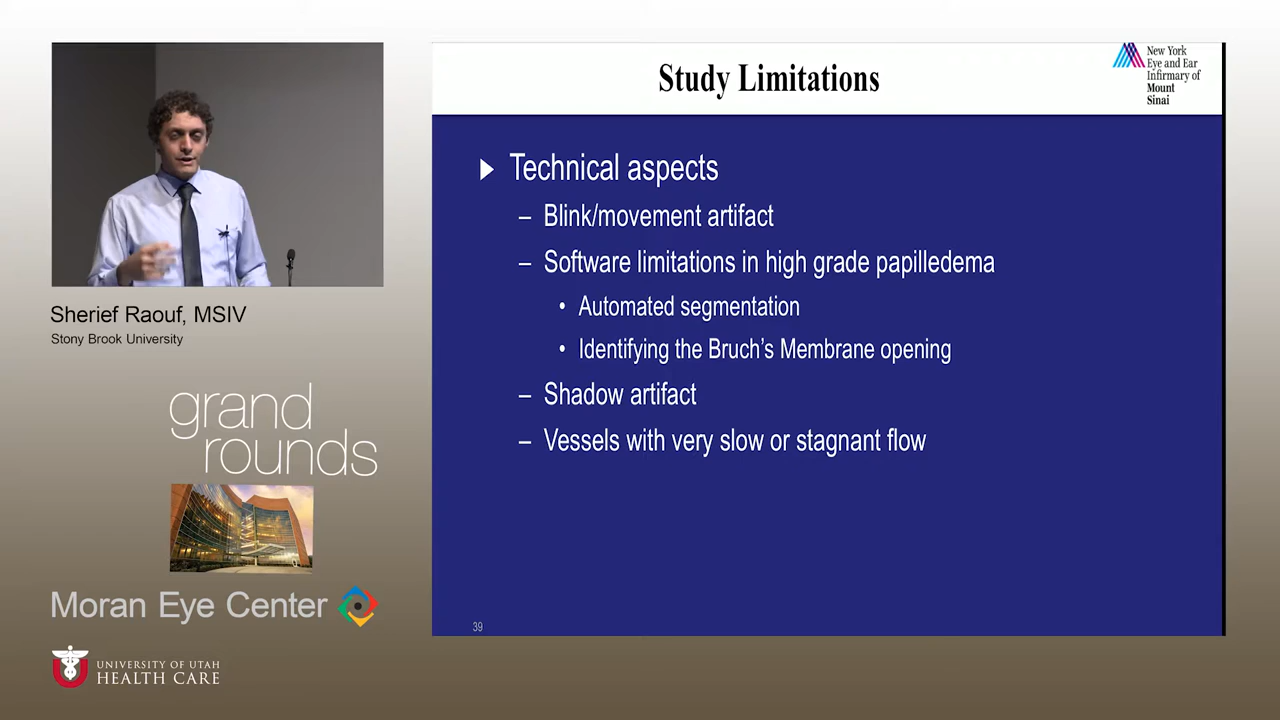 Study Limitations
New York
Eye and Ear
Infirmary of
Mount
Sinai
Technical aspects
– Blink/movement artifact
– Software limitations in high grade papilledema
• Automated segmentation
• Identifying the Bruch's Membrane opening
– Shadow artifact
– Vessels with very slow or stagnant flow
39
Sherief Raouf, MSIV
Stony Brook University
grand
rounds
Moran Eye Center
U
UNIVERSITY OF UTAH
HEALTH CARE